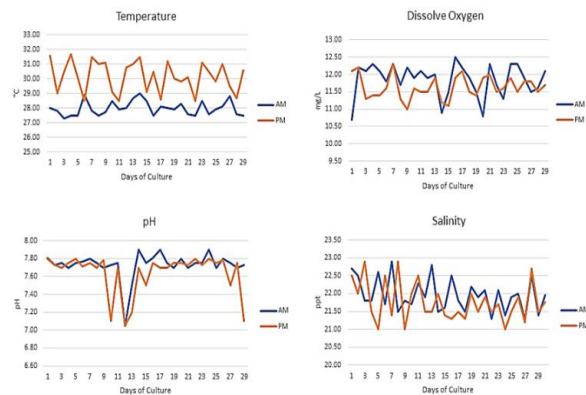 Temperature
33.00
32.00
31.00
30.00
29.00
28.00
27.00
26.00
25.00
°C
1 3 5 7 9 11 13 15 17 19 21 23 25 27 29
Days of Culture
AM
PM
Dissolve Oxygen
13.50
12.50
11.50
10.50
9.50
mg/L
1 3 5 7 9 11 13 15 17 19 21 23 25 27 29
Days of Culture
AM
PM
pH
8.00
7.80
7.60
7.40
7.20
7.00
6.80
6.60
pH
1 3 5 7 9 11 13 15 17 19 21 23 25 27 29
Days of Culture
AM
PM
Salinity
23.50
23.00
22.50
22.00
21.50
21.00
20.50
20.00
ppt
1 3 5 7 9 11 13 15 17 19 21 23 25 27 29
Days of Culture
AM
PM